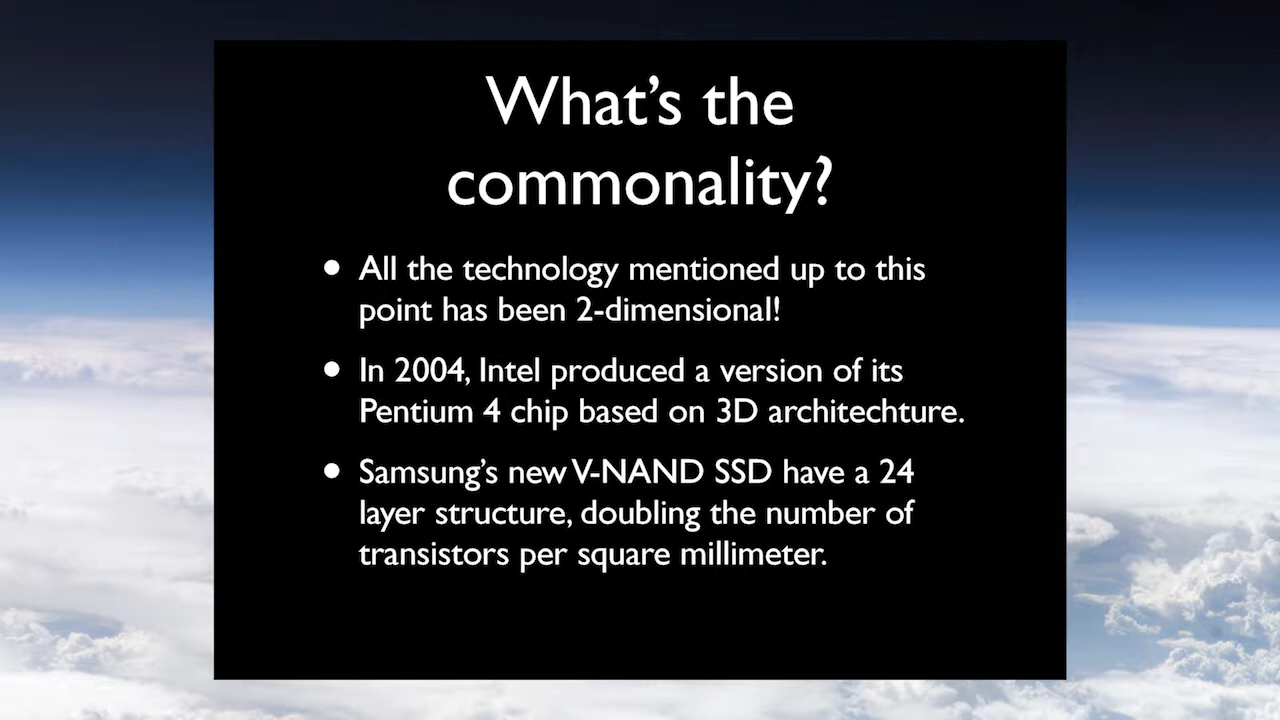 What's the
commonality?
• All the technology mentioned up to this
point has been 2-dimensional!
• In 2004, Intel produced a version of its
Pentium 4 chip based on 3D architechture.
• Samsung's new V-NAND SSD have a 24
layer structure, doubling the number of
transistors per square millimeter.